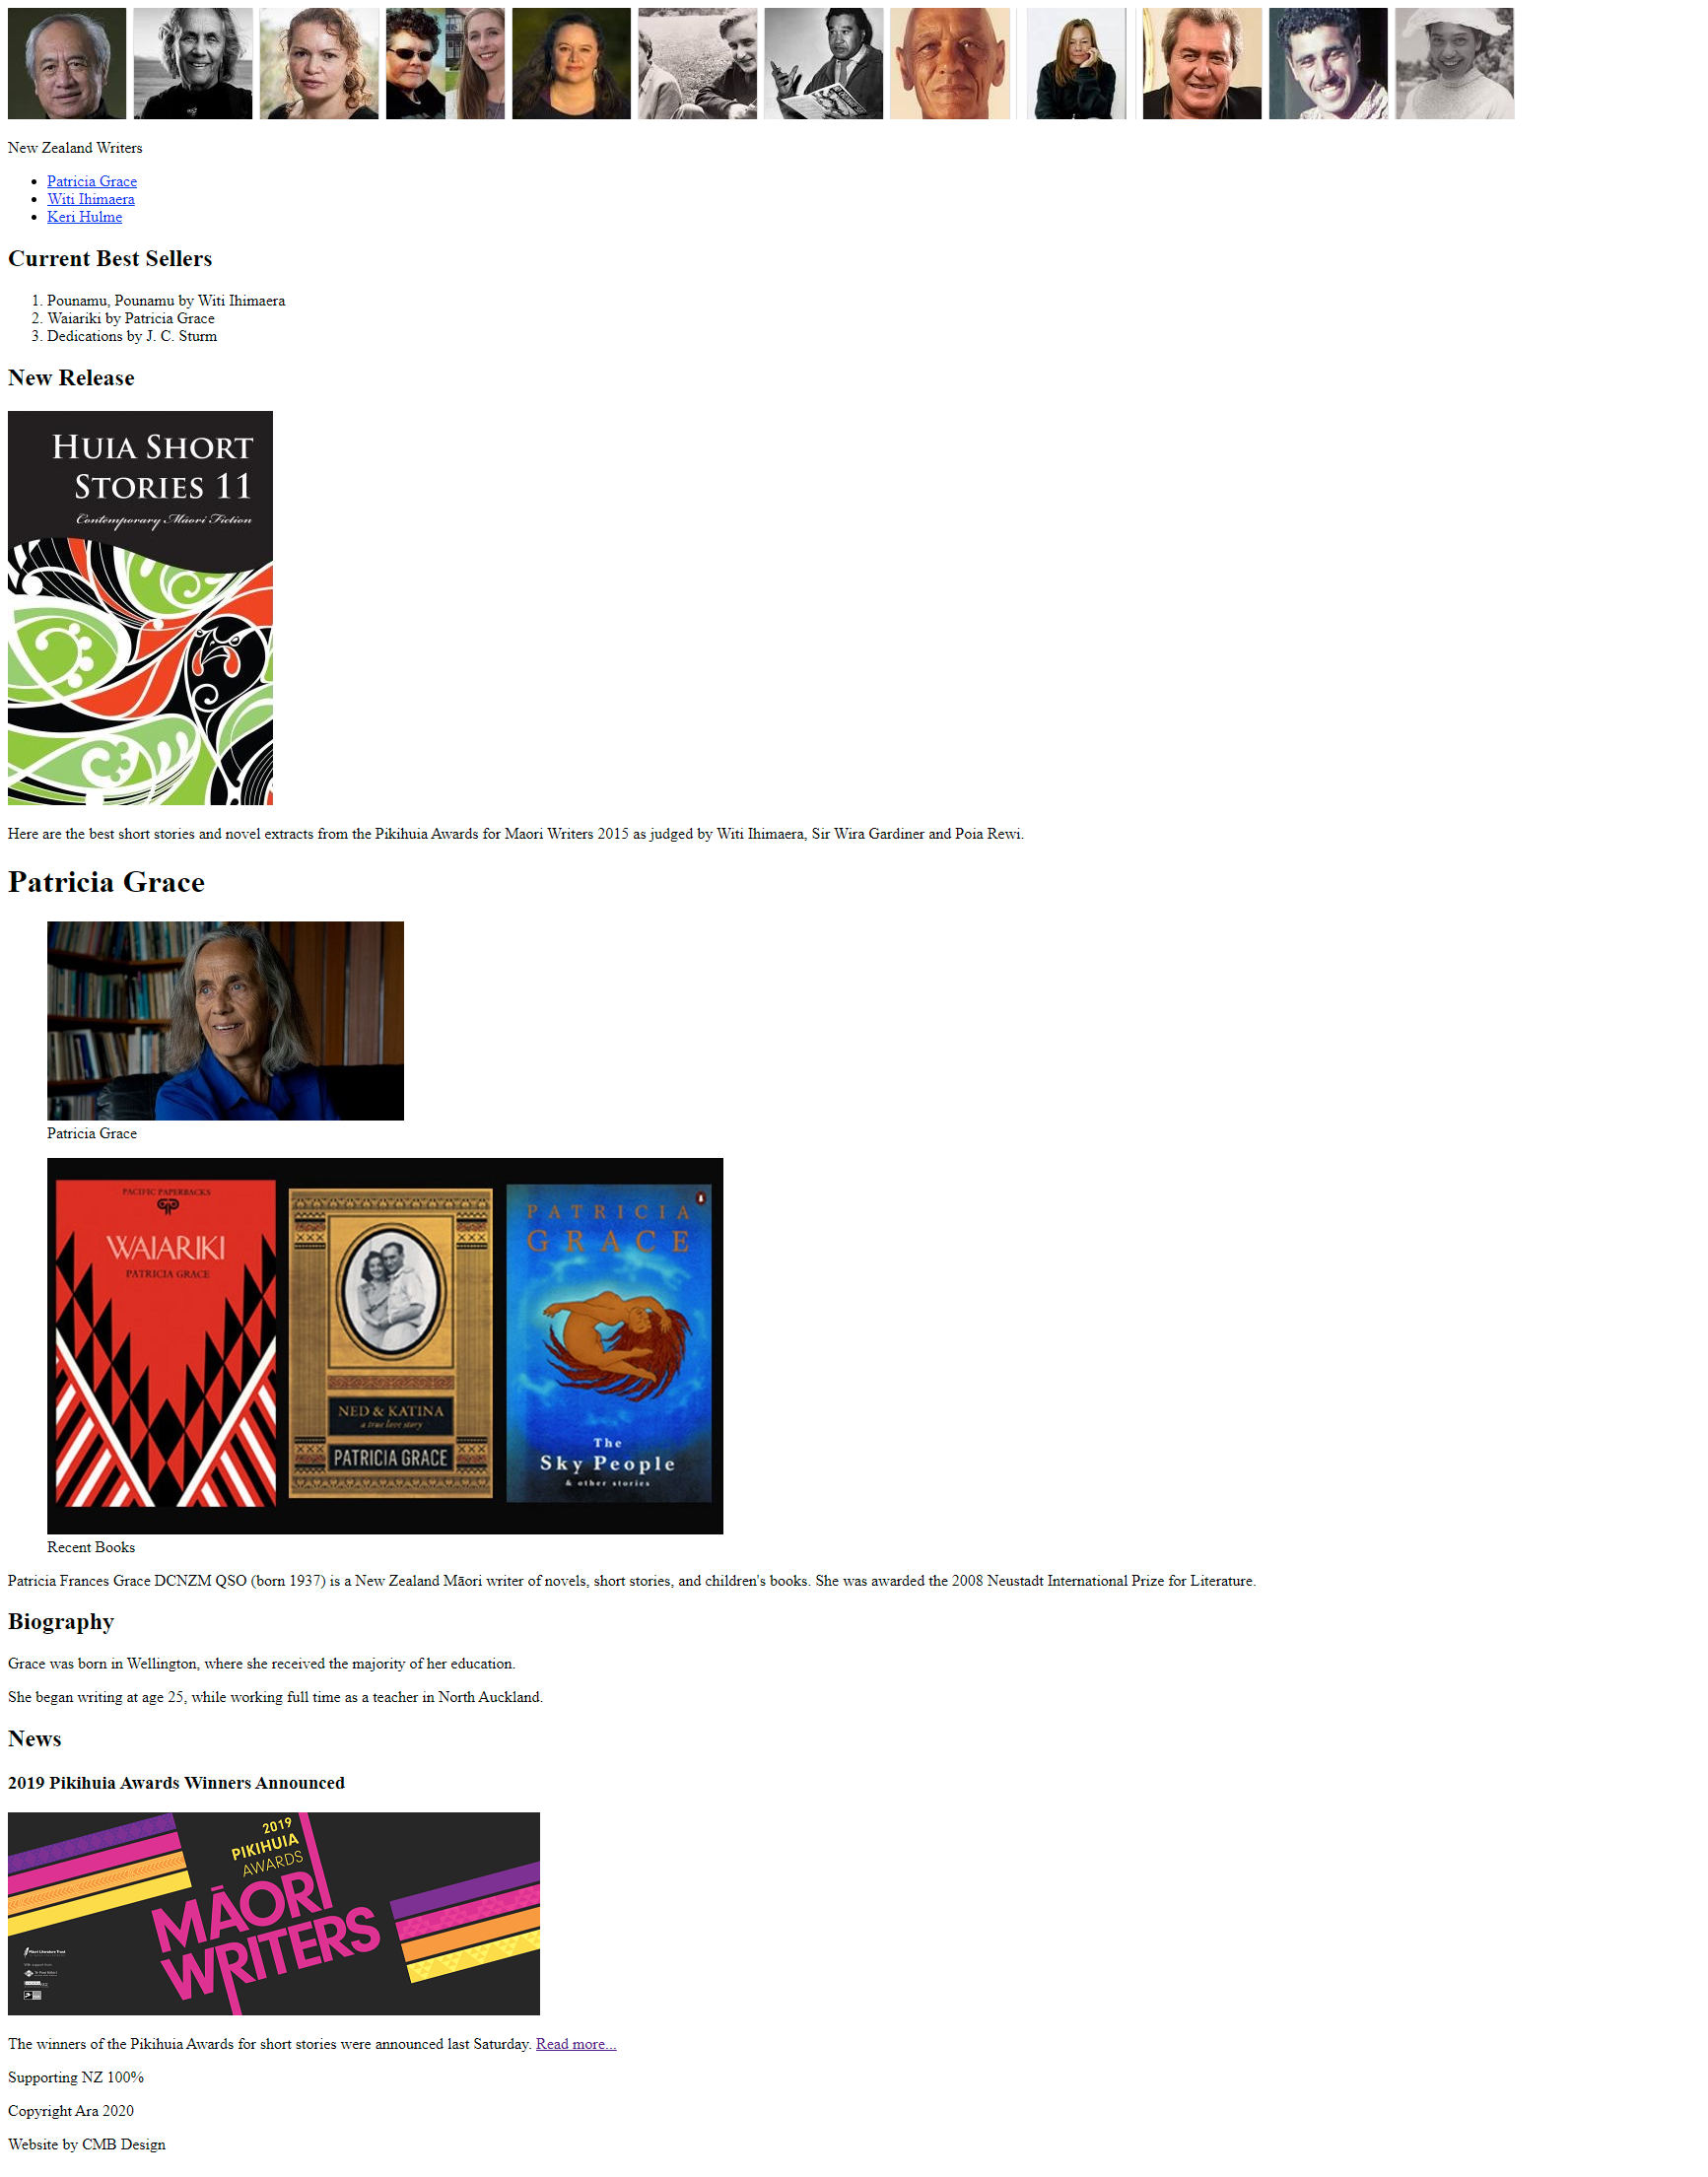 New Zealand Writers
Patricia Grace
Witi Ihimaera
Keri Hulme
Current Best Sellers
1. Pounamu, Pounamu by Witi Ihimaera
2. Waiariki by Patricia Grace
3. Dedications by J. C. Sturm
New Release
HUIA SHORT
STORIES 11
Contemporary Māori Fiction
Here are the best short stories and novel extracts from the Pikihuia Awards for Maori Writers 2015 as judged by Witi Ihimaera, Sir Wira Gardiner and Poia Rewi.
Patricia Grace
Patricia Grace
PACIFIC PAPERBACKS
WAIARIKI
PATRICIA GRACE
NED & KATINA
a true love story
PATRICIA GRACE
PATRICIA
GRACE
The
Sky People
& other stories
Recent Books
Patricia Frances Grace DCNZM QSO (born 1937) is a New Zealand Māori writer of novels, short stories, and children's books. She was awarded the 2008 Neustadt International Prize for Literature.
Biography
Grace was born in Wellington, where she received the majority of her education.
She began writing at age 25, while working full time as a teacher in North Auckland.
News
2019 Pikihuia Awards Winners Announced
2019
PIKIHUIA
AWARDS
MĀORI
WRITERS
The winners of the Pikihuia Awards for short stories were announced last Saturday. Read more...
Supporting NZ 100%
Copyright Ara 2020
Website by CMB Design